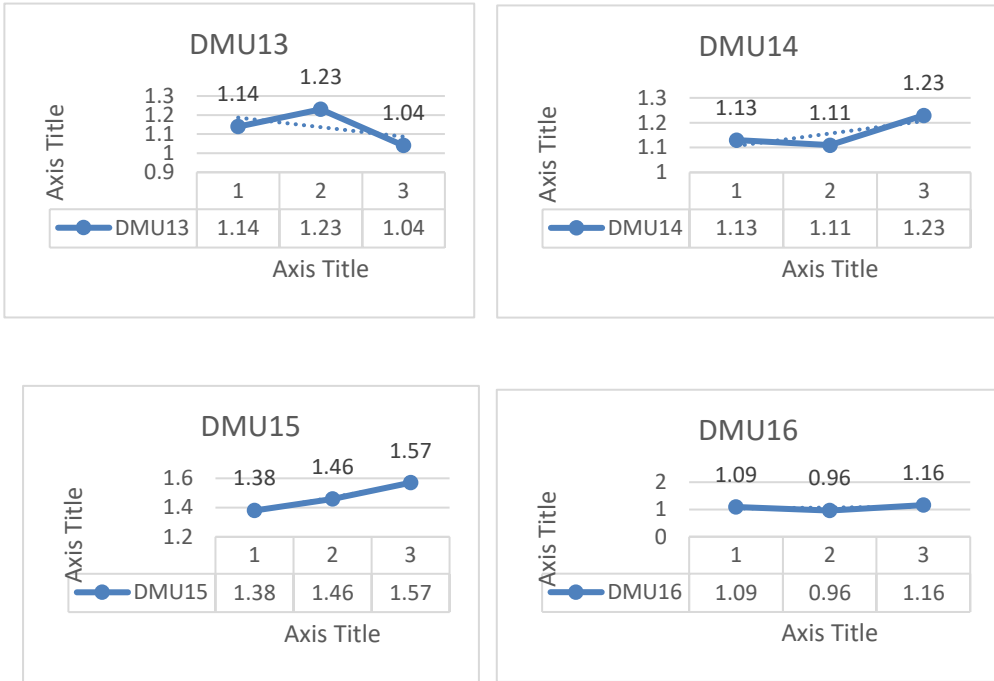 DMU13
1.14 1.23 1.04
1.3
1.2
1.1
1
0.9
Axis Title
1 2 3
DMU13 1.14 1.23 1.04
Axis Title
DMU14
1.13 1.11 1.23
1.3
1.2
1.1
1
Axis Title
1 2 3
DMU14 1.13 1.11 1.23
Axis Title
DMU15
1.38 1.46 1.57
1.6
1.4
1.2
Axis Title
1 2 3
DMU15 1.38 1.46 1.57
Axis Title
DMU16
1.09 0.96 1.16
2
1
0
Axis Title
1 2 3
DMU16 1.09 0.96 1.16
Axis Title